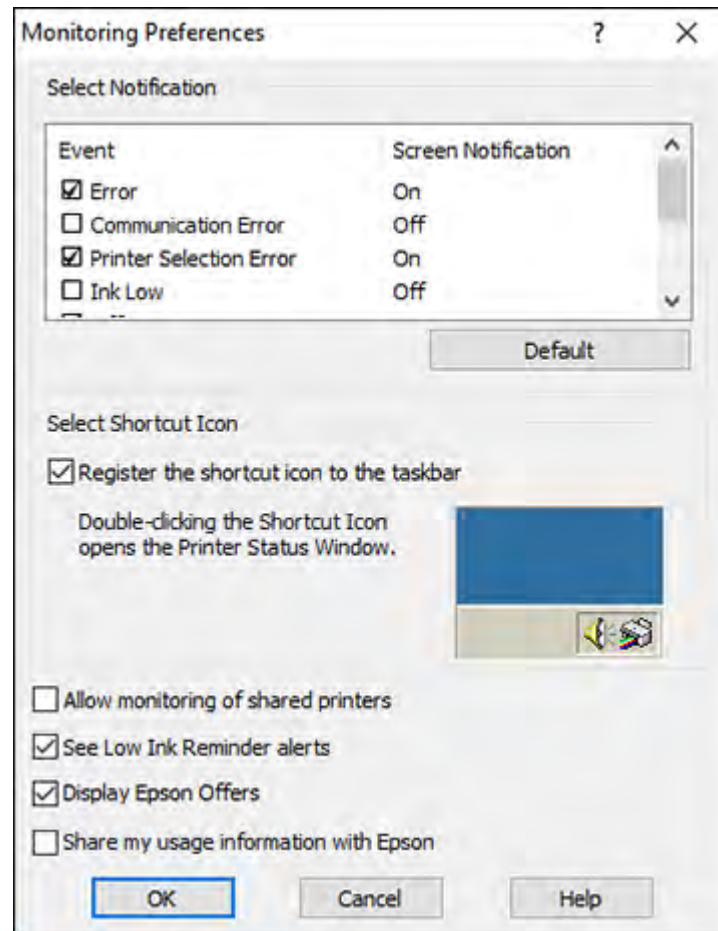 Monitoring Preferences ? ×
Select Notification
Event Screen Notification
Error On
Communication Error Off
Printer Selection Error On
Ink Low Off
Default
Select Shortcut Icon
Register the shortcut icon to the taskbar
Double-clicking the Shortcut Icon
opens the Printer Status Window.
Allow monitoring of shared printers
See Low Ink Reminder alerts
Display Epson Offers
Share my usage information with Epson
OK Cancel Help